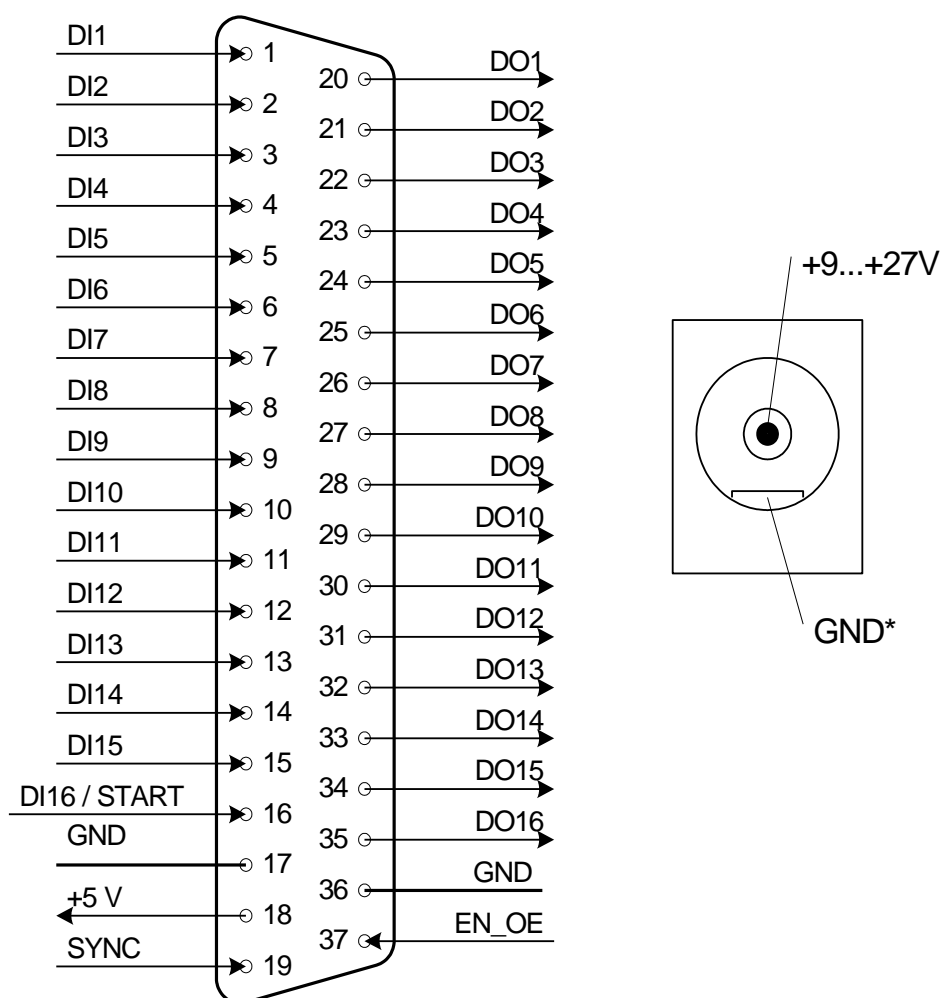 DI1 1
DI2 2
DI3 3
DI4 4
DI5 5
DI6 6
DI7 7
DI8 8
DI9 9
DI10 10
DI11 11
DI12 12
DI13 13
DI14 14
DI15 15
DI16 / START 16
GND 17
+5 V 18
SYNC 19
20 DO1
21 DO2
22 DO3
23 DO4
24 DO5
25 DO6
26 DO7
27 DO8
28 DO9
29 DO10
30 DO11
31 DO12
32 DO13
33 DO14
34 DO15
35 DO16
36 GND
37 EN_OE
+9...+27V
GND*